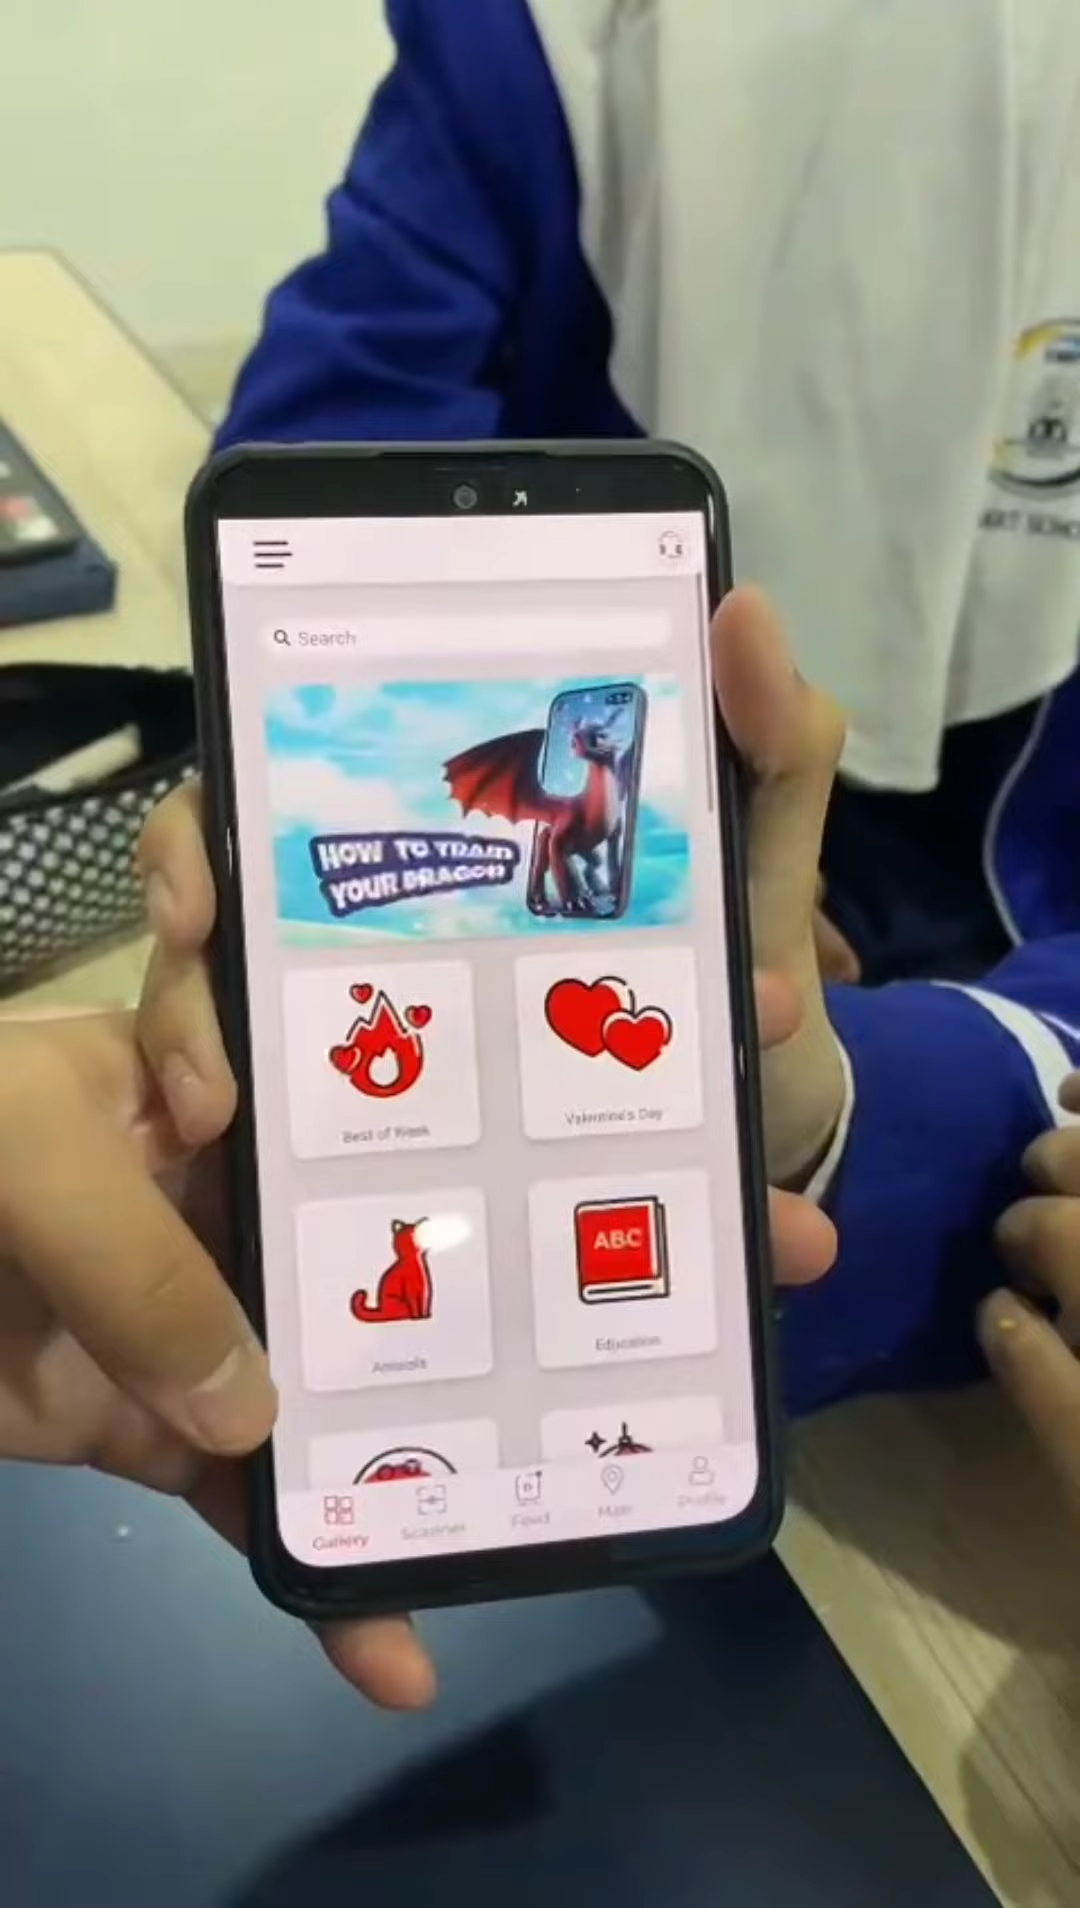 Search
HOW TO TRAIN
YOUR DRAGON
Best of Week
Valentine's Day
ABC
Animals
Education
Gallery
Scanner
Feed
Map
Profile